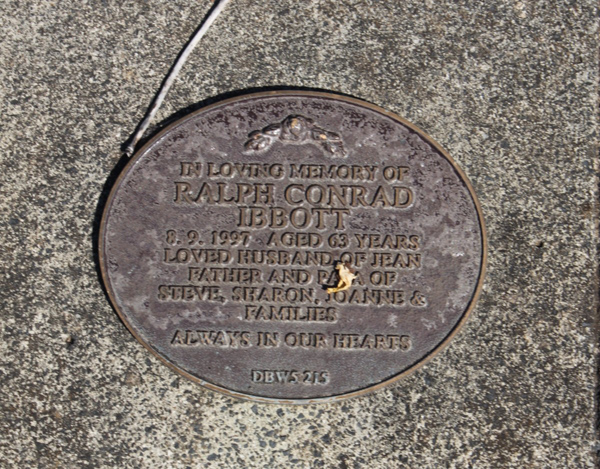 IN LOVING MEMORY OF
RALPH CONRAD
IBBOTT
8. 9. 1997 AGED 63 YEARS
LOVED HUSBAND OF JEAN
FATHER AND OF
STEVE, SHARON, JOANNE &
FAMILIES
ALWAYS IN OUR HEARTS
DBW5 215